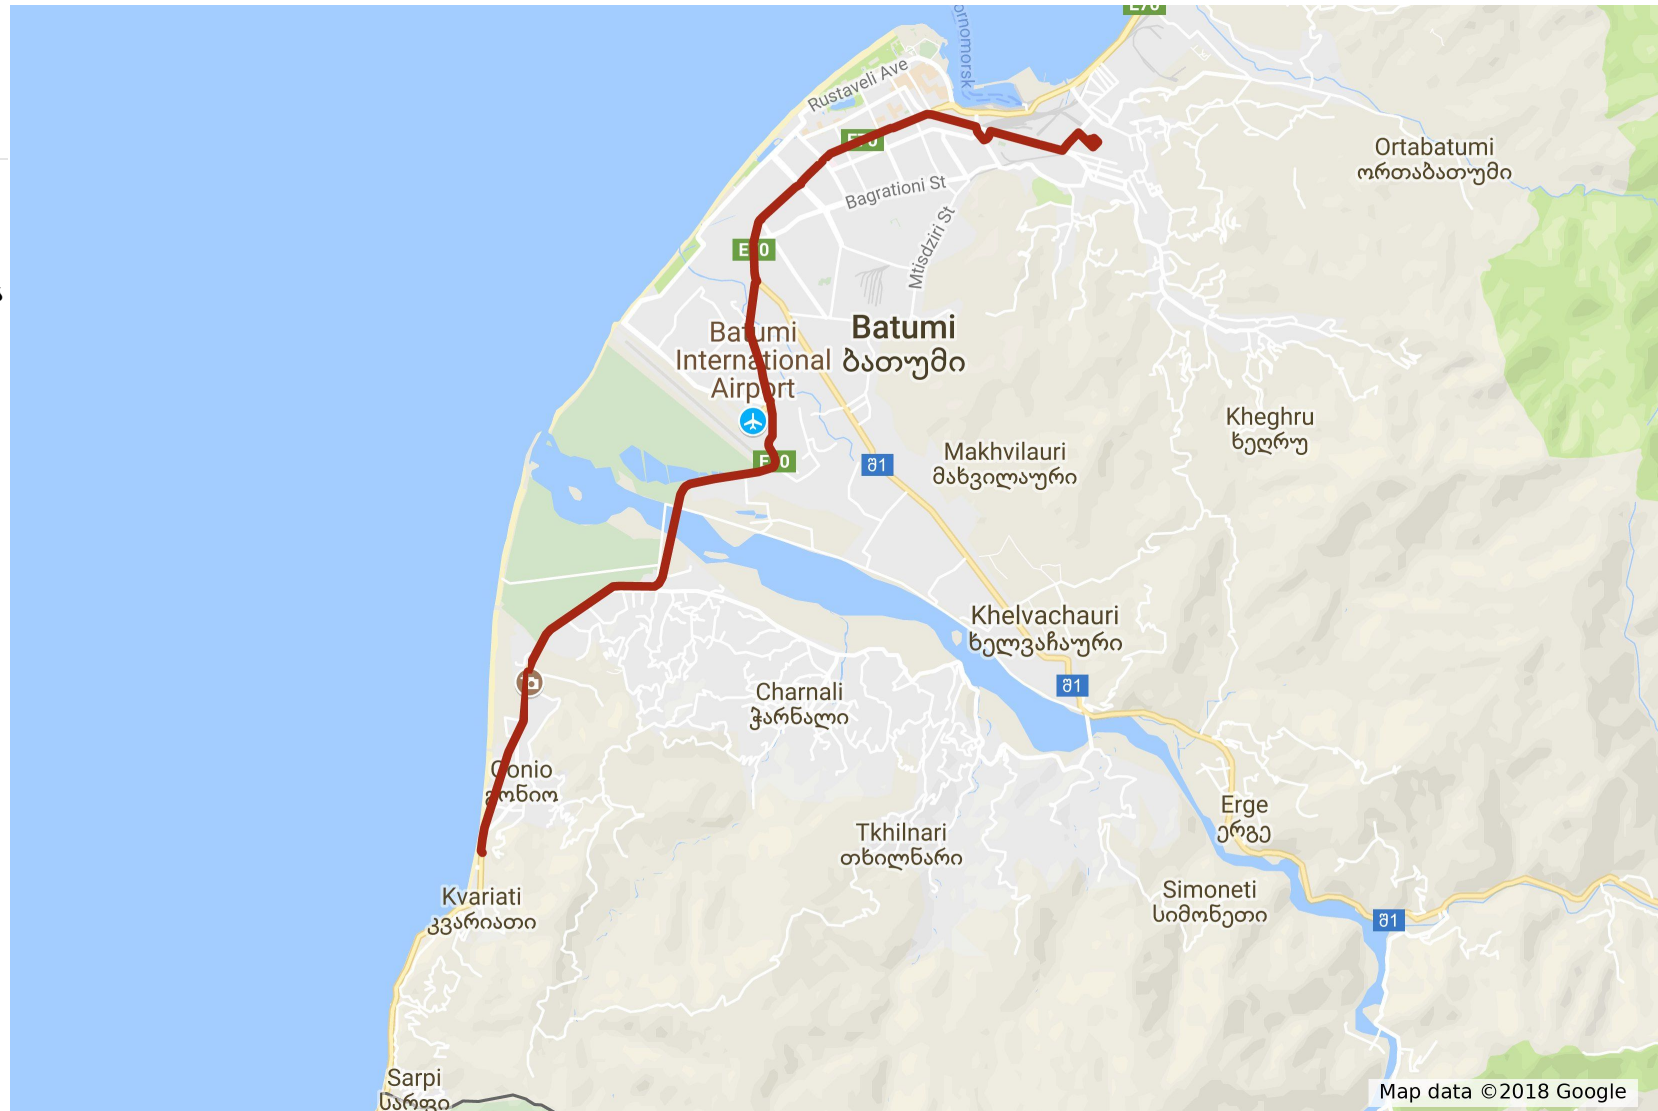 E70
ornomorsk
Rustaveli Ave
E70
Ortabatumi
ორთაბათუმი
Bagrationi St
Mtisdziri St
Batumi
International
Airport
Batumi
ბათუმი
Kheghru
ხეღრუ
Makhvilauri
მახვილაური
შ1
Khelvachauri
ხელვაჩაური
შ1
Charnali
ჭარნალი
Gonio
გონიო
Erge
ერგე
Tkhilnari
თხილნარი
Simoneti
სიმონეთი
Kvariati
კვარიათი
შ1
Sarpi
სარფი
Map data ©2018 Google